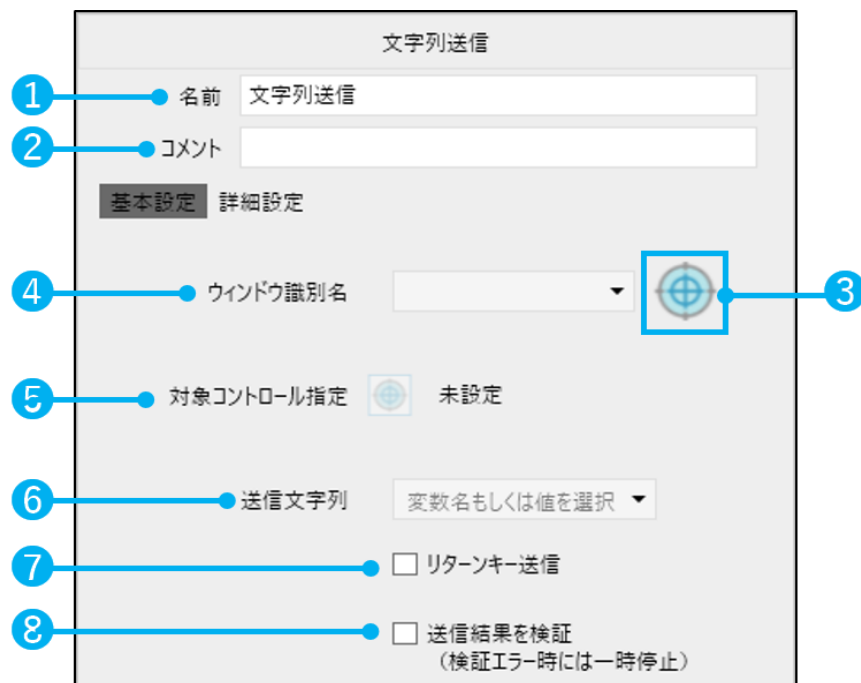 文字列送信
1 名前 文字列送信
2 コメント
基本設定 詳細設定
4 ウィンドウ識別名 3
5 対象コントロール指定 未設定
6 送信文字列 変数名もしくは値を選択
7 リターンキー送信
8 送信結果を検証
（検証エラー時には一時停止）